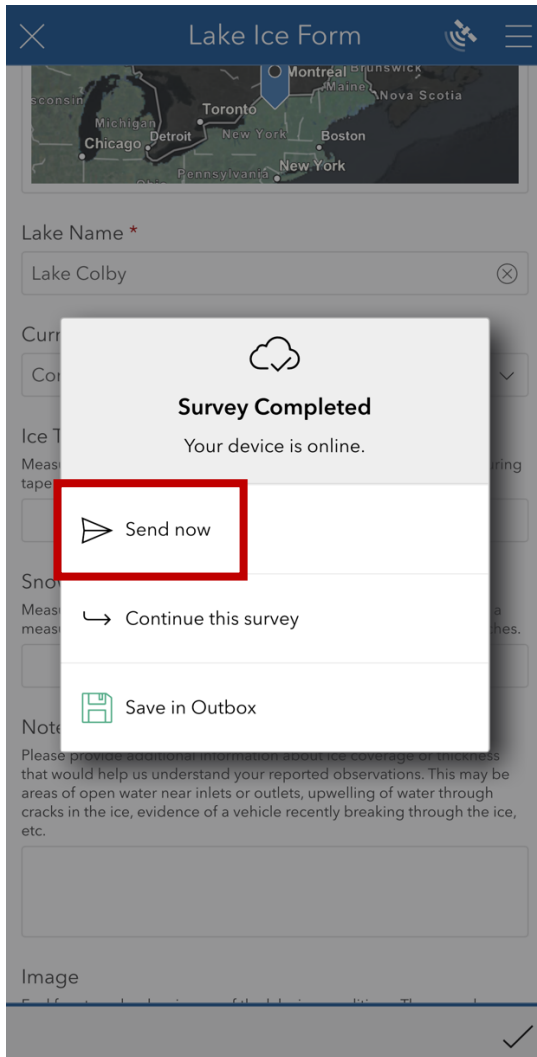 Lake Ice Form
Montréal
Brunswick
Maine
Nova Scotia
Toronto
Michigan
Detroit
New York
Boston
Chicago
Pennsylvania
New York
Lake Name *
Lake Colby
Survey Completed
Your device is online.
tape
Send now
Continue this survey
a
Save in Outbox
Please provide additional information about ice coverage or thickness
that would help us understand your reported observations. This may be
areas of open water near inlets or outlets, upwelling of water through
cracks in the ice, evidence of a vehicle recently breaking through the ice,
etc.
Image